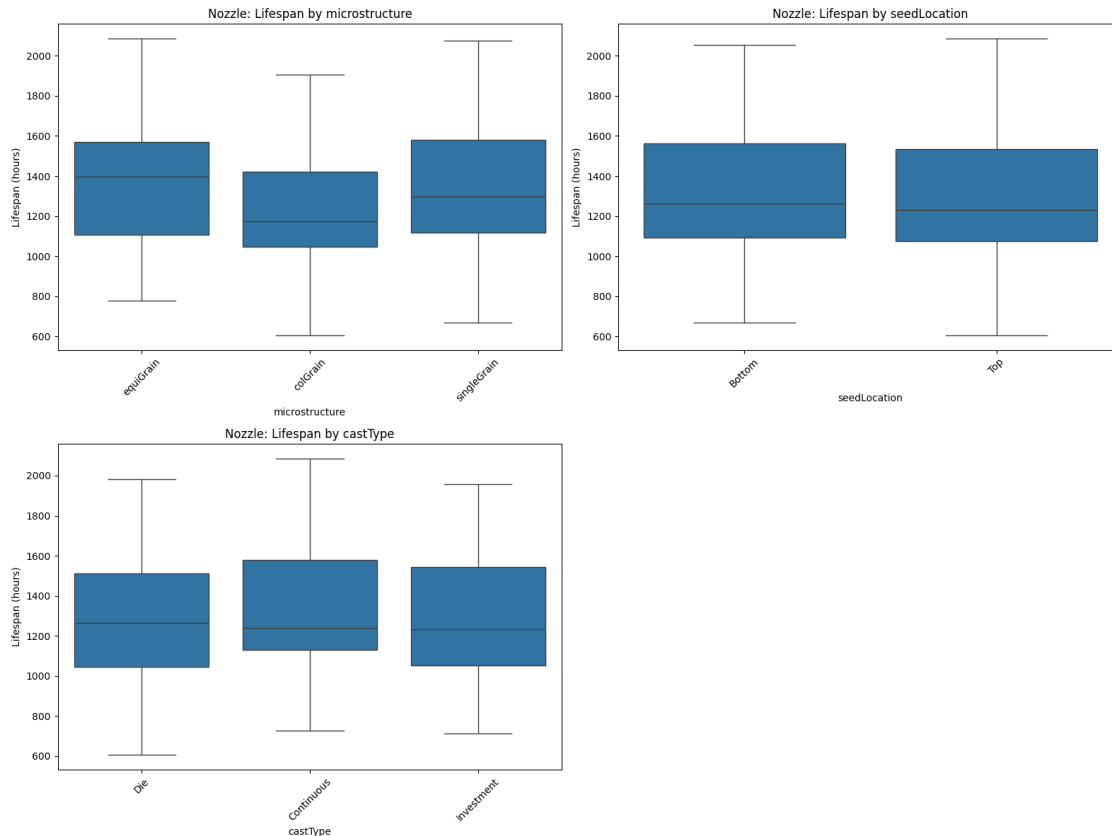 Nozzle: Lifespan by microstructure
Lifespan (hours)
2000
1800
1600
1400
1200
1000
800
600
equiGrain
colGrain
singleGrain
microstructure
Nozzle: Lifespan by seedLocation
Lifespan (hours)
2000
1800
1600
1400
1200
1000
800
600
Bottom
Top
seedLocation
Nozzle: Lifespan by castType
Lifespan (hours)
2000
1800
1600
1400
1200
1000
800
600
Die
Continuous
Investment
castType